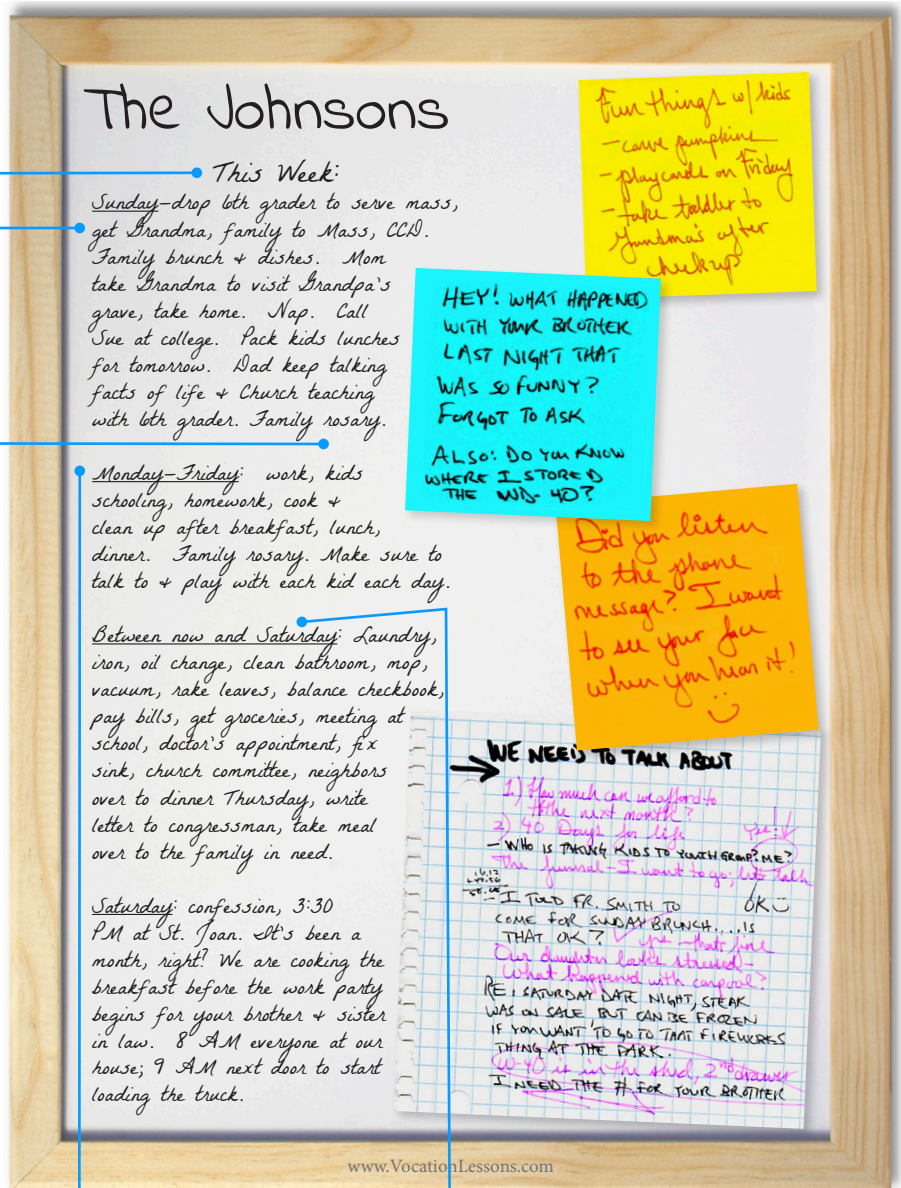 The Johnsons
This Week:
Sunday–drop 6th grader to serve mass,
get Grandma, family to Mass, CCD.
Family brunch & dishes. Mom
take Grandma to visit Grandpa's
grave, take home. Nap. Call
Sue at college. Pack kids lunches
for tomorrow. Dad keep talking
facts of life & Church teaching
with 6th grader. Family rosary.
Monday–Friday: work, kids
schooling, homework, cook &
clean up after breakfast, lunch,
dinner. Family rosary. Make sure to
talk to & play with each kid each day.
Between now and Saturday: Laundry,
iron, oil change, clean bathroom, mop,
vacuum, rake leaves, balance checkbook,
pay bills, get groceries, meeting at
school, doctor's appointment, fix
sink, church committee, neighbors
over to dinner Thursday, write
letter to congressman, take meal
over to the family in need.
Saturday: confession, 3:30
PM at St. Joan. It's been a
month, right? We are cooking the
breakfast before the work party
begins for your brother & sister
in law. 8 AM everyone at our
house; 9 AM next door to start
loading the truck.
Fun things w/ kids
- carve pumpkins
- play cards on Friday
- take toddler to
Grandma's after
checkup
HEY! WHAT HAPPENED
WITH YOUR BROTHER
LAST NIGHT THAT
WAS SO FUNNY?
FORGOT TO ASK
ALSO: DO YOU KNOW
WHERE I STORED
THE WD-40?
Did you listen
to the phone
message? I want
to see your face
when you hear it!
WE NEED TO TALK ABOUT
1.) How much can we afford to
the next month?
2) 40 Days for life
- WHO IS TAKING KIDS TO YOUTH GROUP? ME?
yes!
The funeral - I want to go, let's talk
OK
- I TOLD FR. SMITH TO
COME FOR SUNDAY BRUNCH....IS
THAT OK? yes - that's fine
Our daughter looks stressed -
what happened with carpool?
RE: SATURDAY DATE NIGHT, STEAK
WAS ON SALE BUT CAN BE FROZEN
IF YOU WANT TO GO TO THAT FIREWORKS
THING AT THE PARK.
W-40 is in the shed, 2nd drawer
I NEED THE # FOR YOUR BROTHER
www.VocationLessons.com